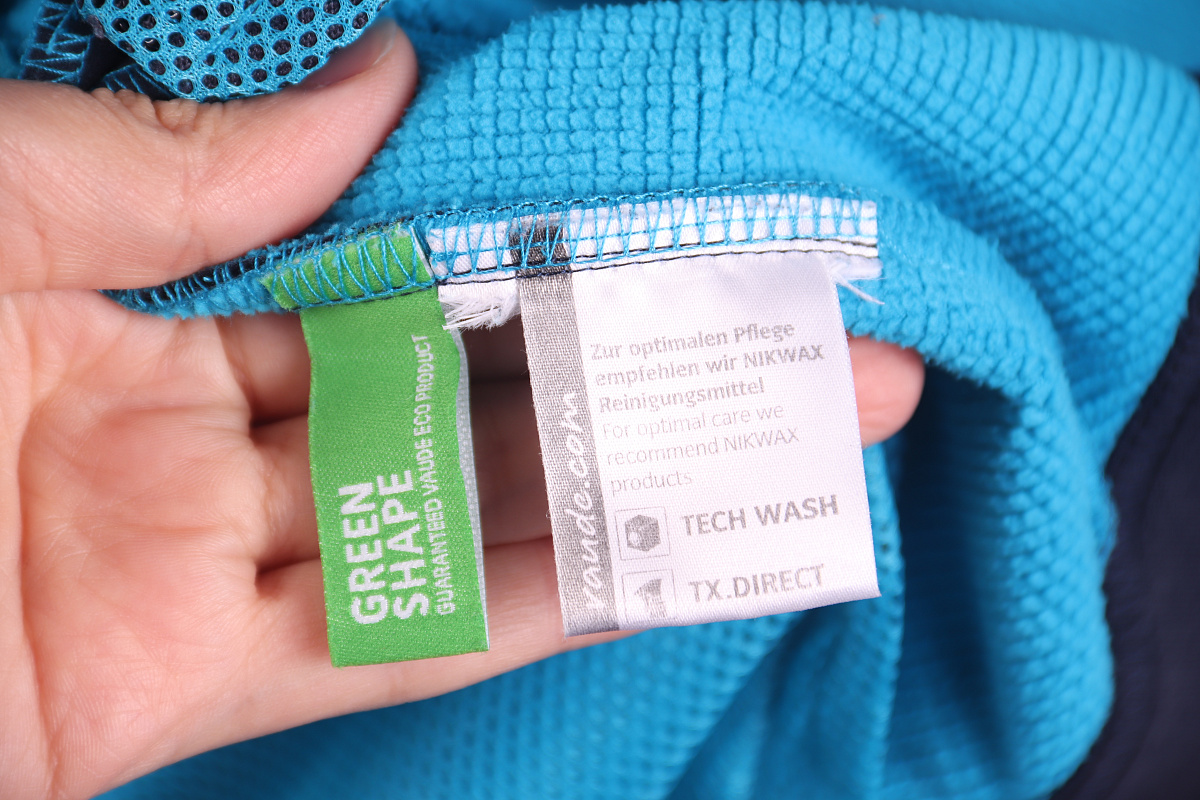 GREEN
SHAPE
GUARANTEED VAUDE ECO PRODUCT
vaude.com
Zur optimalen Pflege
empfehlen wir NIKWAX
Reinigungsmittel
For optimal care we
recommend NIKWAX
products
TECH WASH
1
TX.DIRECT